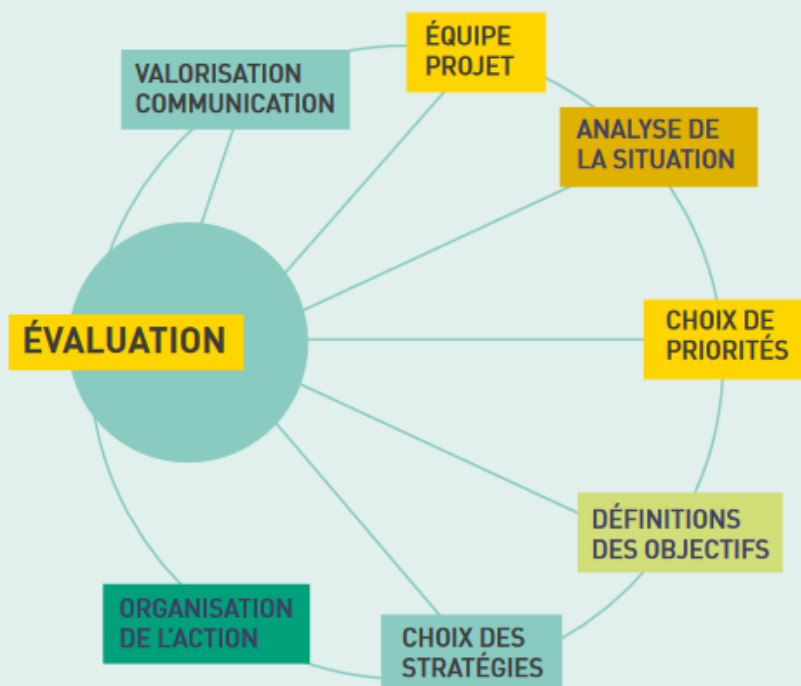 ÉQUIPE
PROJET
VALORISATION
COMMUNICATION
ANALYSE DE
LA SITUATION
ÉVALUATION
CHOIX DE
PRIORITÉS
DÉFINITIONS
DES OBJECTIFS
ORGANISATION
DE L'ACTION
CHOIX DES
STRATÉGIES